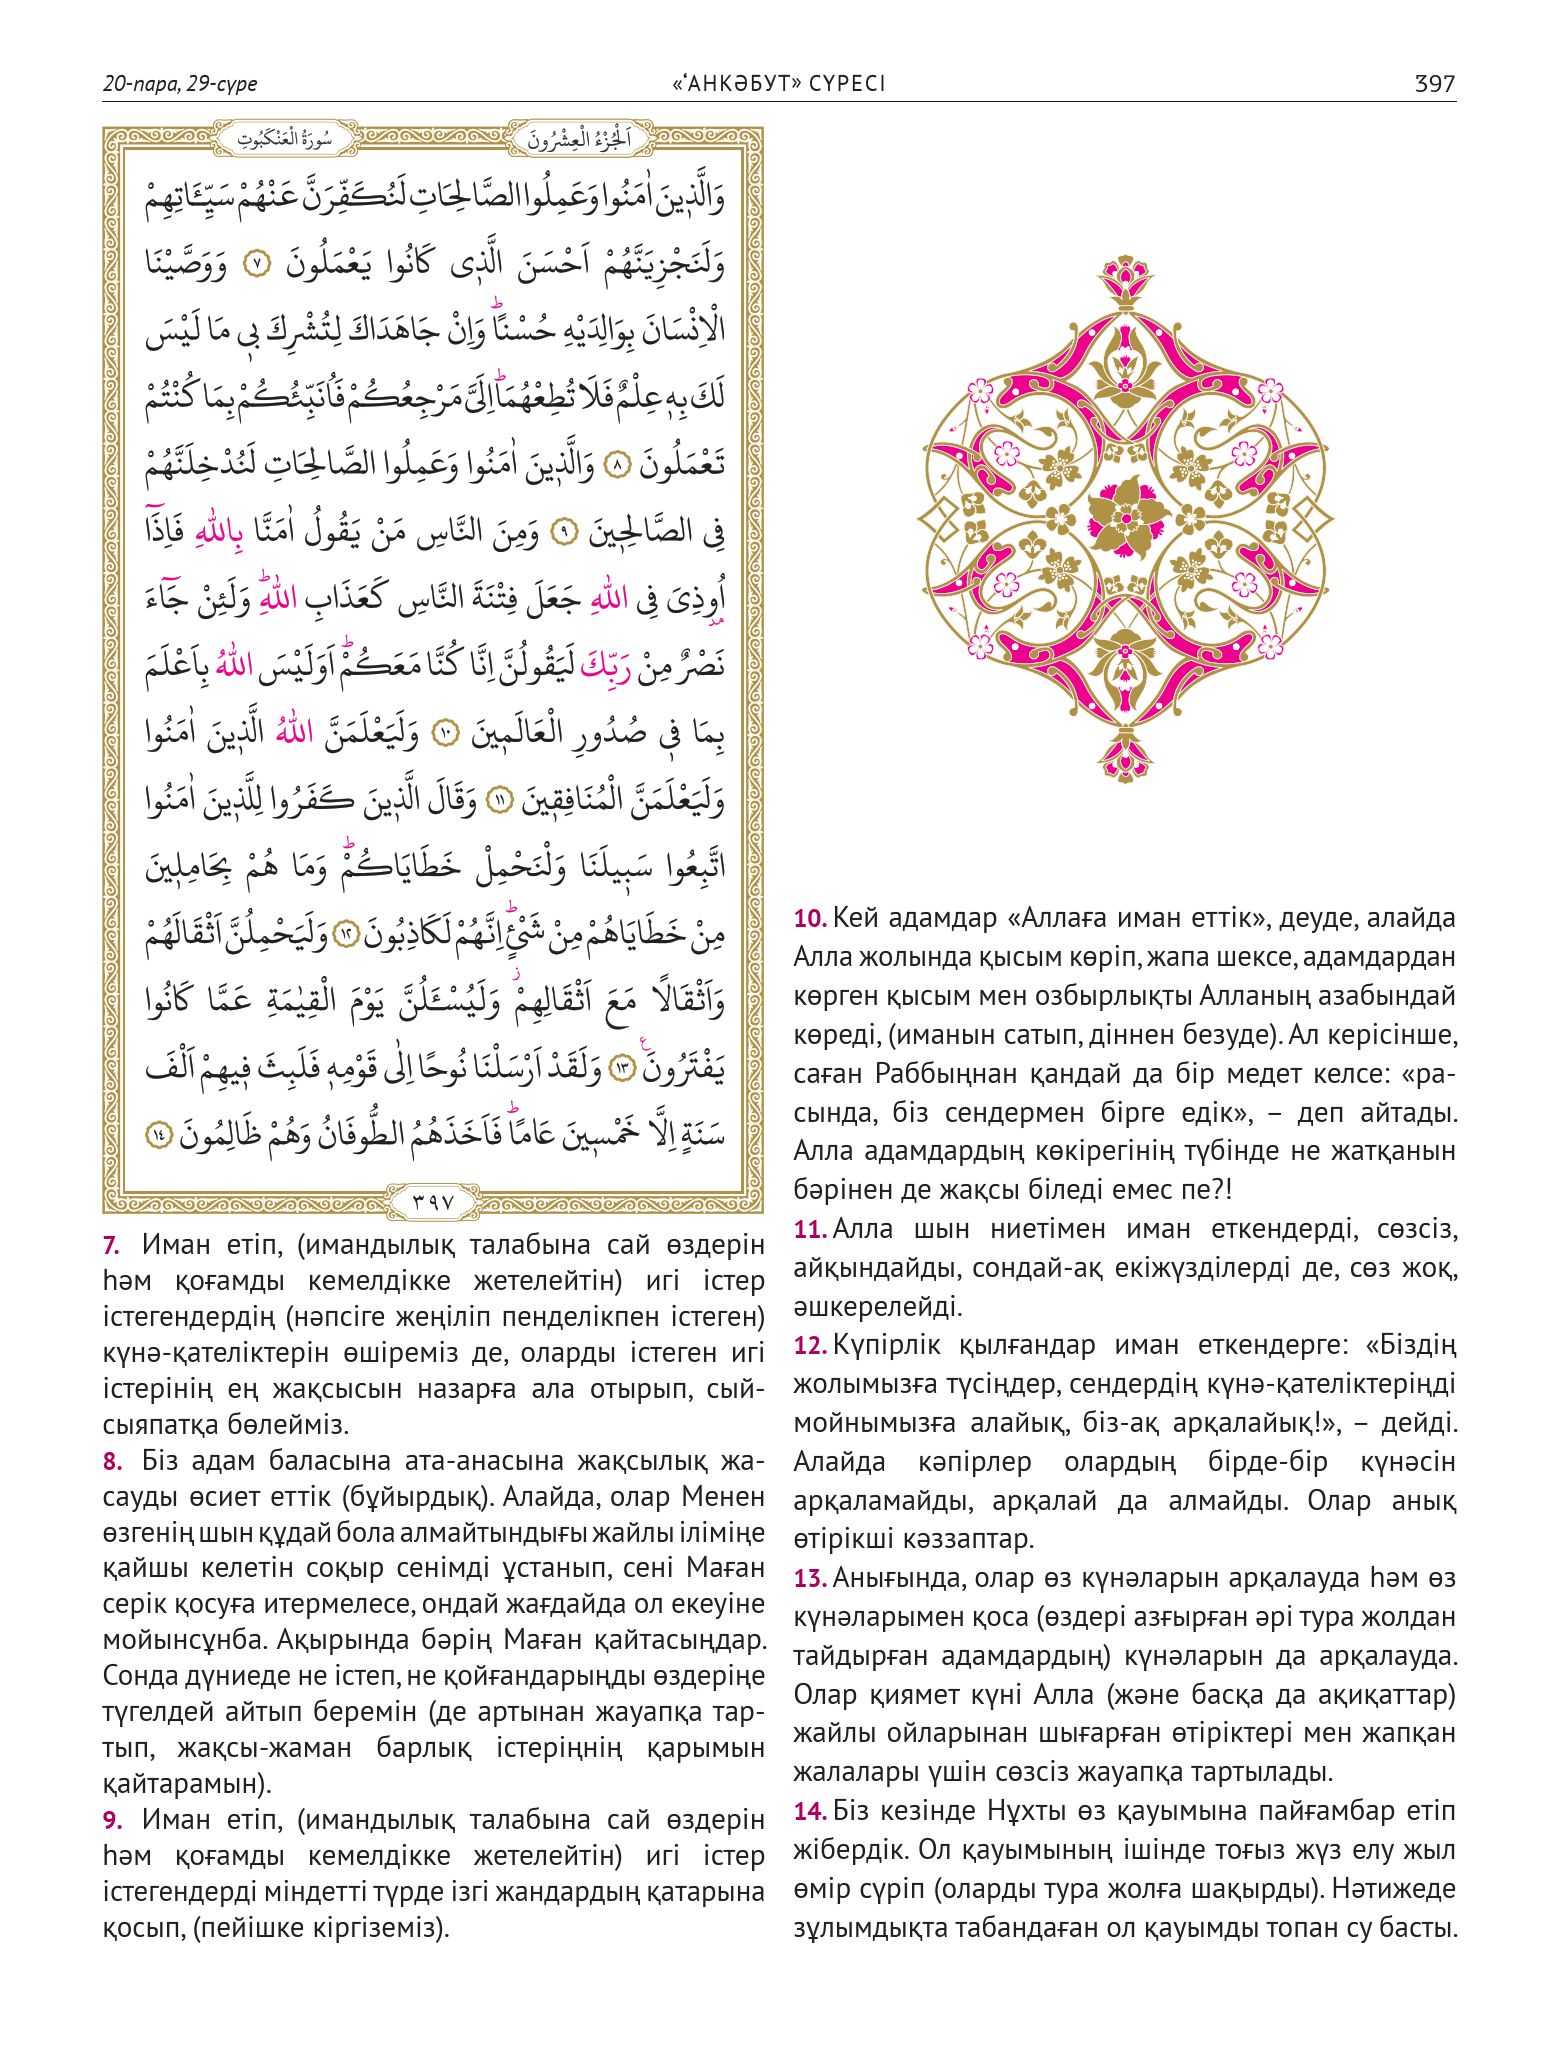 20-пара, 29-сүре
«‘АНКӘБУТ» СҮРЕСІ
397
اَلْجُزْءُ الْعِشْرُونَ
سُورَةُ الْعَنْكَبُوتِ
وَالَّذ۪ينَ اٰمَنُوا وَعَمِلُوا الصَّالِحَاتِ لَنُكَفِّرَنَّ عَنْهُمْ سَيِّـَٔاتِهِمْ
وَلَنَجْزِيَنَّهُمْ اَحْسَنَ الَّذ۪ى كَانُوا يَعْمَلُونَ ﴿٧﴾ وَوَصَّيْنَا
الْاِنْسَانَ بِوَالِدَيْهِ حُسْنًاۜ وَاِنْ جَاهَدَاكَ لِتُشْرِكَ ب۪ى مَا لَيْسَ
لَكَ بِه۪ عِلْمٌ فَلَا تُطِعْهُمَاۜ اِلَىَّ مَرْجِعُكُمْ فَاُنَبِّئُكُمْ بِمَا كُنْتُمْ
تَعْمَلُونَ ﴿٨﴾ وَالَّذ۪ينَ اٰمَنُوا وَعَمِلُوا الصَّالِحَاتِ لَنُدْخِلَنَّهُمْ
فِى الصَّالِح۪ينَ ﴿٩﴾ وَمِنَ النَّاسِ مَنْ يَقُولُ اٰمَنَّا بِاللّٰهِ فَاِذَٓا
اُو۫ذِىَ فِى اللّٰهِ جَعَلَ فِتْنَةَ النَّاسِ كَعَذَابِ اللّٰهِۜ وَلَئِنْ جَٓاءَ
نَصْرٌ مِنْ رَبِّكَ لَيَقُولُنَّ اِنَّا كُنَّا مَعَكُمْۜ اَوَلَيْسَ اللّٰهُ بِاَعْلَمَ
بِمَا ف۪ى صُدُورِ الْعَالَم۪ينَ ﴿١٠﴾ وَلَيَعْلَمَنَّ اللّٰهُ الَّذ۪ينَ اٰمَنُوا
وَلَيَعْلَمَنَّ الْمُنَافِق۪ينَ ﴿١١﴾ وَقَالَ الَّذ۪ينَ كَفَرُوا لِلَّذ۪ينَ اٰمَنُوا
اتَّبِعُوا سَب۪يلَنَا وَلْنَحْمِلْ خَطَايَاكُمْۜ وَمَا هُمْ بِحَامِل۪ينَ
مِنْ خَطَايَاهُمْ مِنْ شَىْءٍۜ اِنَّهُمْ لَكَاذِبُونَ ﴿١٢﴾ وَلَيَحْمِلُنَّ اَثْقَالَهُمْ
وَاَثْقَالًا مَعَ اَثْقَالِهِمْۘ وَلَيُسْـَٔلُنَّ يَوْمَ الْقِيٰمَةِ عَمَّا كَانُوا
يَفْتَرُونَ۟ ﴿١٣﴾ وَلَقَدْ اَرْسَلْنَا نُوحًا اِلٰى قَوْمِه۪ فَلَبِثَ ف۪يهِمْ اَلْفَ
سَنَةٍ اِلَّا خَمْس۪ينَ عَامًاۜ فَاَخَذَهُمُ الطُّوفَانُ وَهُمْ ظَالِمُونَ ﴿١٤﴾
٣٩٧
7. Иман етіп, (имандылық талабына сай өздерін
һәм қоғамды кемелдікке жетелейтін) игі істер
істегендердің (нәпсіге жеңіліп пенделікпен істеген)
күнә-қателіктерін өшіреміз де, оларды істеген игі
істерінің ең жақсысын назарға ала отырып, сый-
сыяпатқа бөлейміз.
8. Біз адам баласына ата-анасына жақсылық жа-
сауды өсиет еттік (бұйырдық). Алайда, олар Менен
өзгенің шын құдай бола алмайтындығы жайлы іліміңе
қайшы келетін соқыр сенімді ұстанып, сені Маған
серік қосуға итермелесе, ондай жағдайда ол екеуіне
мойынсұнба. Ақырында бәрің Маған қайтасыңдар.
Сонда дүниеде не істеп, не қойғандарыңды өздеріңе
түгелдей айтып беремін (де артынан жауапқа тар-
тып, жақсы-жаман барлық істеріңнің қарымын
қайтарамын).
9. Иман етіп, (имандылық талабына сай өздерін
һәм қоғамды кемелдікке жетелейтін) игі істер
істегендерді міндетті түрде ізгі жандардың қатарына
қосып, (пейішке кіргіземіз).
10. Кей адамдар «Аллаға иман еттік», деуде, алайда
Алла жолында қысым көріп, жапа шексе, адамдардан
көрген қысым мен озбырлықты Алланың азабындай
көреді, (иманын сатып, діннен безуде). Ал керісінше,
саған Раббыңнан қандай да бір медет келсе: «ра-
сында, біз сендермен бірге едік», – деп айтады.
Алла адамдардың көкірегінің түбінде не жатқанын
бәрінен де жақсы біледі емес пе?!
11. Алла шын ниетімен иман еткендерді, сөзсіз,
айқындайды, сондай-ақ екіжүзділерді де, сөз жоқ,
әшкерелейді.
12. Күпірлік қылғандар иман еткендерге: «Біздің
жолымызға түсіңдер, сендердің күнә-қателіктеріңді
мойнымызға алайық, біз-ақ арқалайық!», – дейді.
Алайда кәпірлер олардың бірде-бір күнәсін
арқаламайды, арқалай да алмайды. Олар анық
өтірікші кәззаптар.
13. Анығында, олар өз күнәларын арқалауда һәм өз
күнәларымен қоса (өздері азғырған әрі тура жолдан
тайдырған адамдардың) күнәларын да арқалауда.
Олар қиямет күні Алла (және басқа да ақиқаттар)
жайлы ойларынан шығарған өтіріктері мен жапқан
жалалары үшін сөзсіз жауапқа тартылады.
14. Біз кезінде Нұхты өз қауымына пайғамбар етіп
жібердік. Ол қауымының ішінде тоғыз жүз елу жыл
өмір сүріп (оларды тура жолға шақырды). Нәтижеде
зұлымдықта табандаған ол қауымды топан су басты.